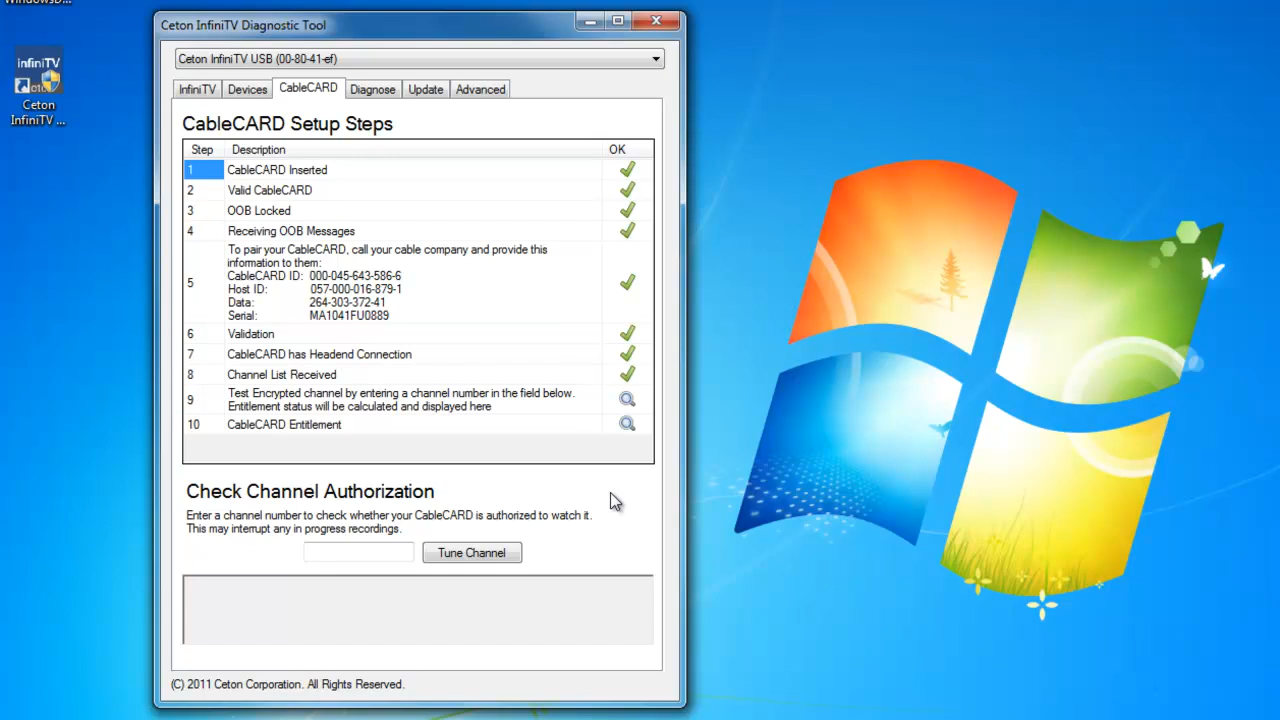 Ceton InfiniTV Diagnostic Tool
infiniTV
Ceton
InfiniTV ...
Ceton InfiniTV USB (00-80-41-ef)
InfiniTV Devices CableCARD Diagnose Update Advanced
CableCARD Setup Steps
Step Description OK
1 CableCARD Inserted
2 Valid CableCARD
3 OOB Locked
4 Receiving OOB Messages
5 To pair your CableCARD, call your cable company and provide this
information to them:
CableCARD ID: 000-045-643-586-6
Host ID: 057-000-016-879-1
Data: 264-303-372-41
Serial: MA1041FU0889
6 Validation
7 CableCARD has Headend Connection
8 Channel List Received
9 Test Encrypted channel by entering a channel number in the field below.
Entitlement status will be calculated and displayed here
10 CableCARD Entitlement
Check Channel Authorization
Enter a channel number to check whether your CableCARD is authorized to watch it.
This may interrupt any in progress recordings.
Tune Channel
(C) 2011 Ceton Corporation. All Rights Reserved.